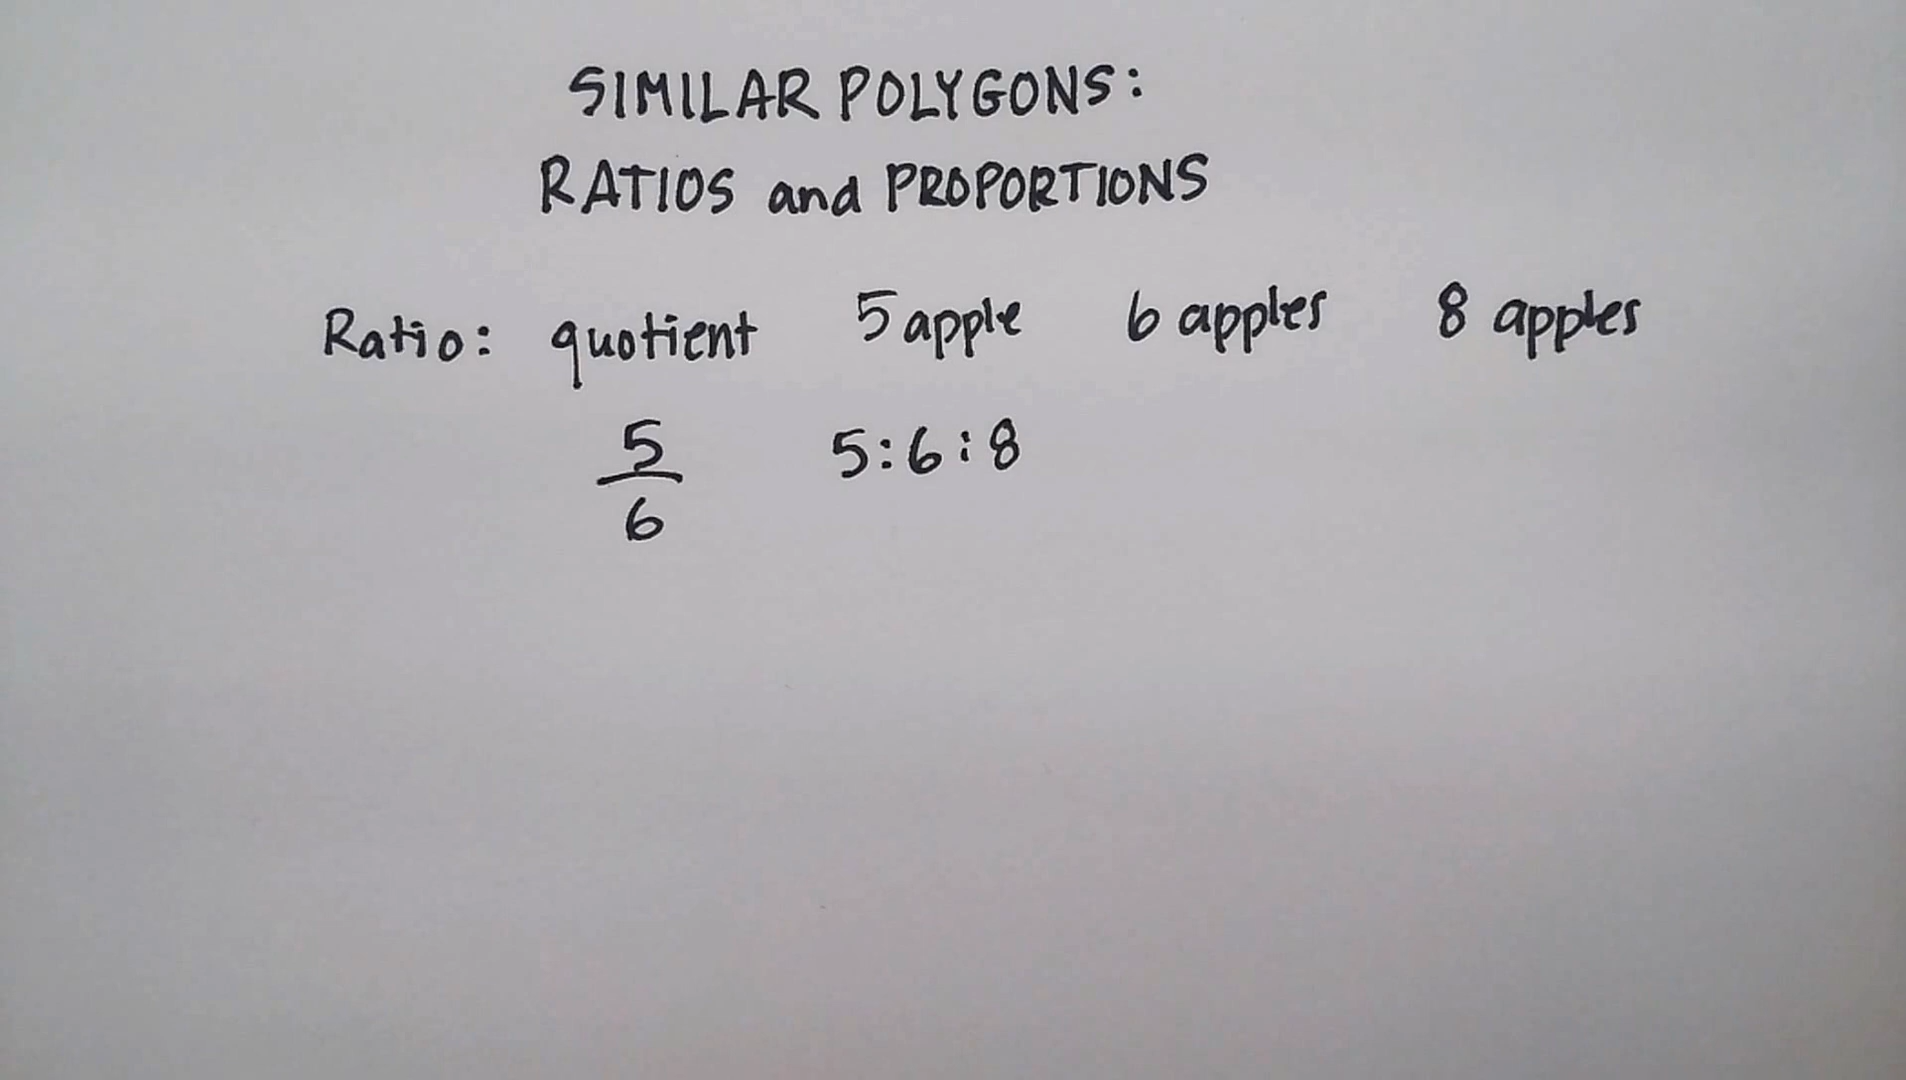 SIMILAR POLYGONS:
RATIOS and PROPORTIONS
Ratio: quotient 5 apple 6 apples 8 apples
5/6 5:6:8